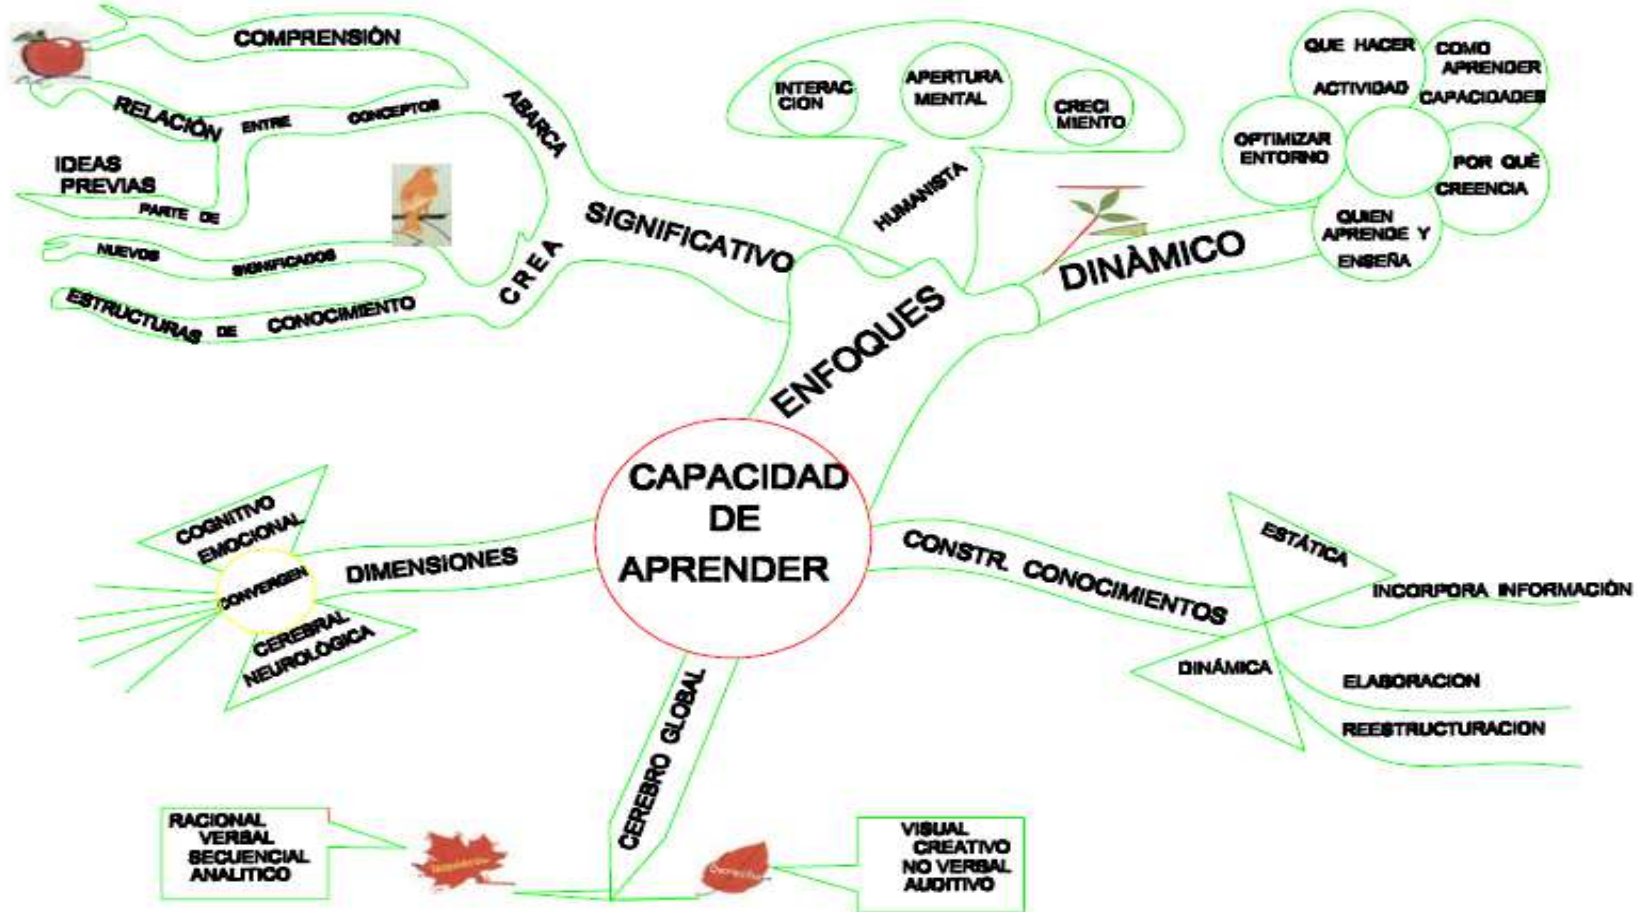 COMPRENSIÓN
RELACIÓN ENTRE CONCEPTOS
IDEAS
PREVIAS
PARTE DE
ABARCA
NUEVOS SIGNIFICADOS
ESTRUCTURAS DE CONOCIMIENTO
CREA
SIGNIFICATIVO
INTERAC
CION
APERTURA
MENTAL
CRECI
MIENTO
HUMANISTA
DINÀMICO
QUE HACER
ACTIVIDAD
COMO
APRENDER
CAPACIDADES
OPTIMIZAR
ENTORNO
POR QUÈ
CREENCIA
QUIEN
APRENDE Y
ENSEÑA
ENFOQUES
CAPACIDAD
DE
APRENDER
COGNITIVO
EMOCIONAL
CONVERGEN
CEREBRAL
NEUROLÓGICA
DIMENSIONES
CONSTR. CONOCIMIENTOS
ESTÁTICA
INCORPORA INFORMACIÓN
DINÁMICA
ELABORACION
REESTRUCTURACION
CEREBRO GLOBAL
RACIONAL
VERBAL
SECUENCIAL
ANALITICO
VISUAL
CREATIVO
NO VERBAL
AUDITIVO